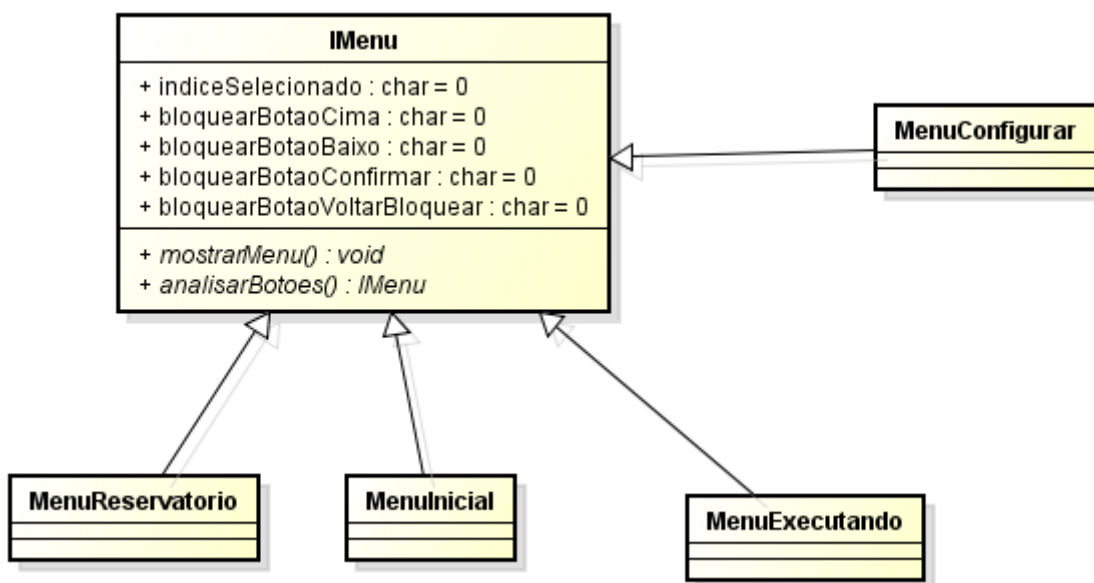 IMenu
+ indiceSelecionado : char = 0
+ bloquearBotaoCima : char = 0
+ bloquearBotaoBaixo : char = 0
+ bloquearBotaoConfirmar : char = 0
+ bloquearBotaoVoltarBloquear : char = 0
+ mostrarMenu() : void
+ analisarBotoes() : IMenu
MenuConfigurar
MenuReservatorio
MenuInicial
MenuExecutando